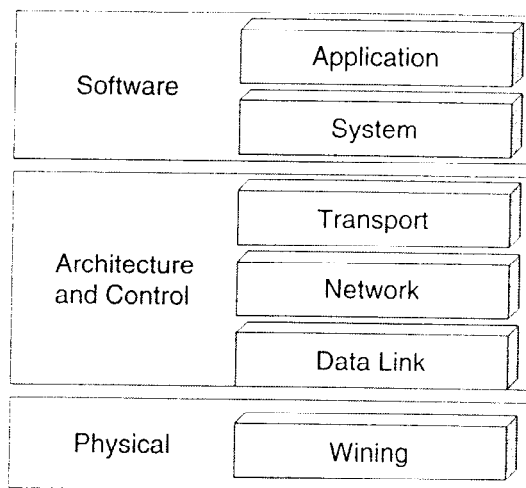 Software
Application
System
Architecture
and Control
Transport
Network
Data Link
Physical
Wining